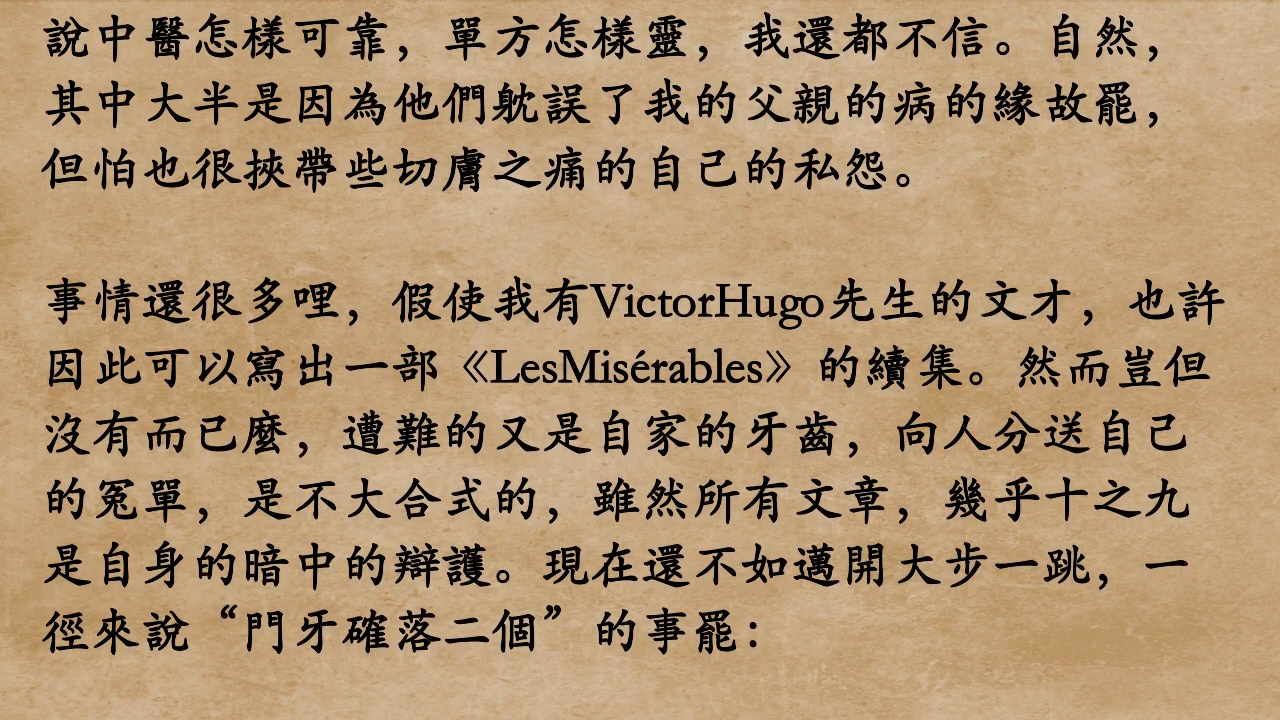 說中醫怎樣可靠，單方怎樣靈，我還都不信。自然，
其中大半是因為他們躭誤了我的父親的病的緣故罷，
但怕也很挾帶些切膚之痛的自己的私怨。
事情還很多哩，假使我有VictorHugo先生的文才，也許
因此可以寫出一部《LesMisérables》的續集。然而豈但
沒有而已麼，遭難的又是自家的牙齒，向人分送自己
的冤單，是不大合式的，雖然所有文章，幾乎十之九
是自身的暗中的辯護。現在還不如邁開大步一跳，一
徑來說“門牙確落二個”的事罷：